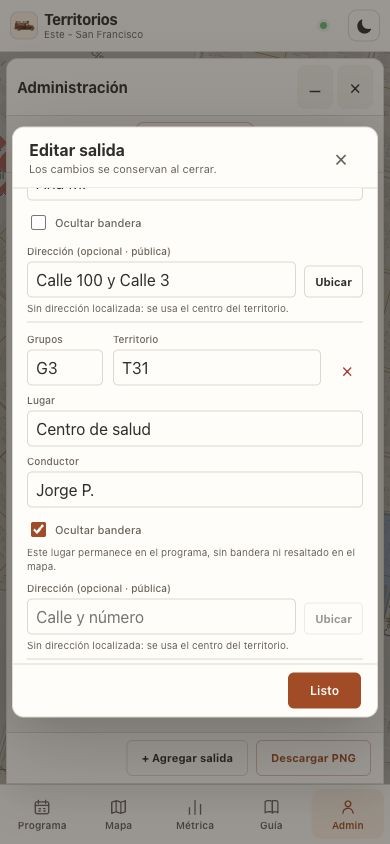 Territorios
Este - San Francisco
Administración
Editar salida
Los cambios se conservan al cerrar.
Ocultar bandera
Dirección (opcional · pública)
Calle 100 y Calle 3
Ubicar
Sin dirección localizada: se usa el centro del territorio.
Grupos
Territorio
G3
T31
Lugar
Centro de salud
Conductor
Jorge P.
Ocultar bandera
Este lugar permanece en el programa, sin bandera ni resaltado en el
mapa.
Dirección (opcional · pública)
Calle y número
Ubicar
Sin dirección localizada: se usa el centro del territorio.
Listo
+ Agregar salida
Descargar PNG
Programa
Mapa
Métrica
Guía
Admin